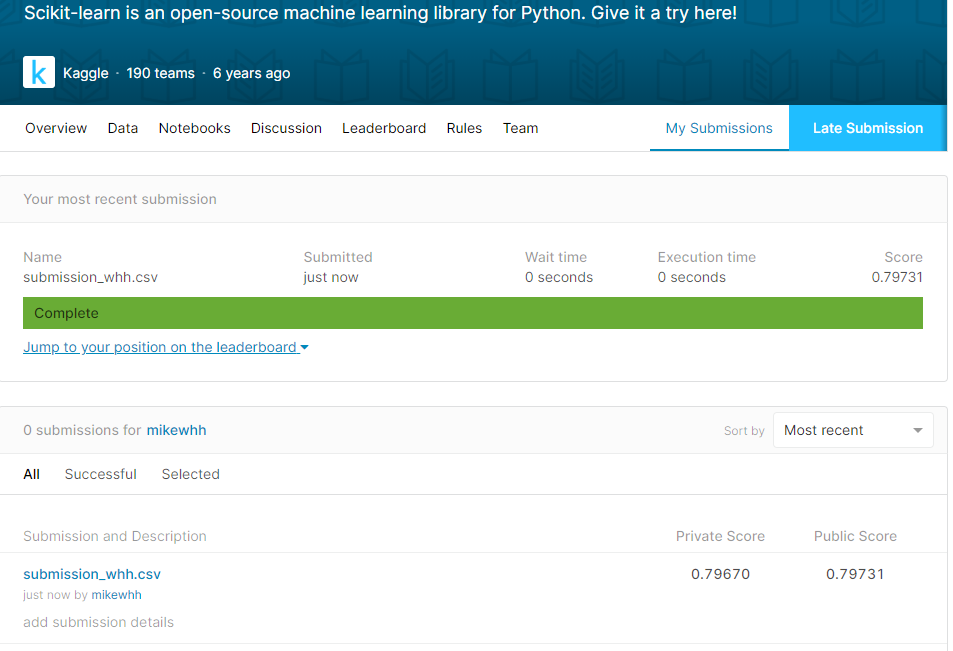 Scikit-learn is an open-source machine learning library for Python. Give it a try here!
k Kaggle · 190 teams · 6 years ago
Overview Data Notebooks Discussion Leaderboard Rules Team My Submissions Late Submission
Your most recent submission
Name Submitted Wait time Execution time Score
submission_whh.csv just now 0 seconds 0 seconds 0.79731
Complete
Jump to your position on the leaderboard
0 submissions for mikewhh Sort by Most recent
All Successful Selected
Submission and Description Private Score Public Score
submission_whh.csv 0.79670 0.79731
just now by mikewhh
add submission details